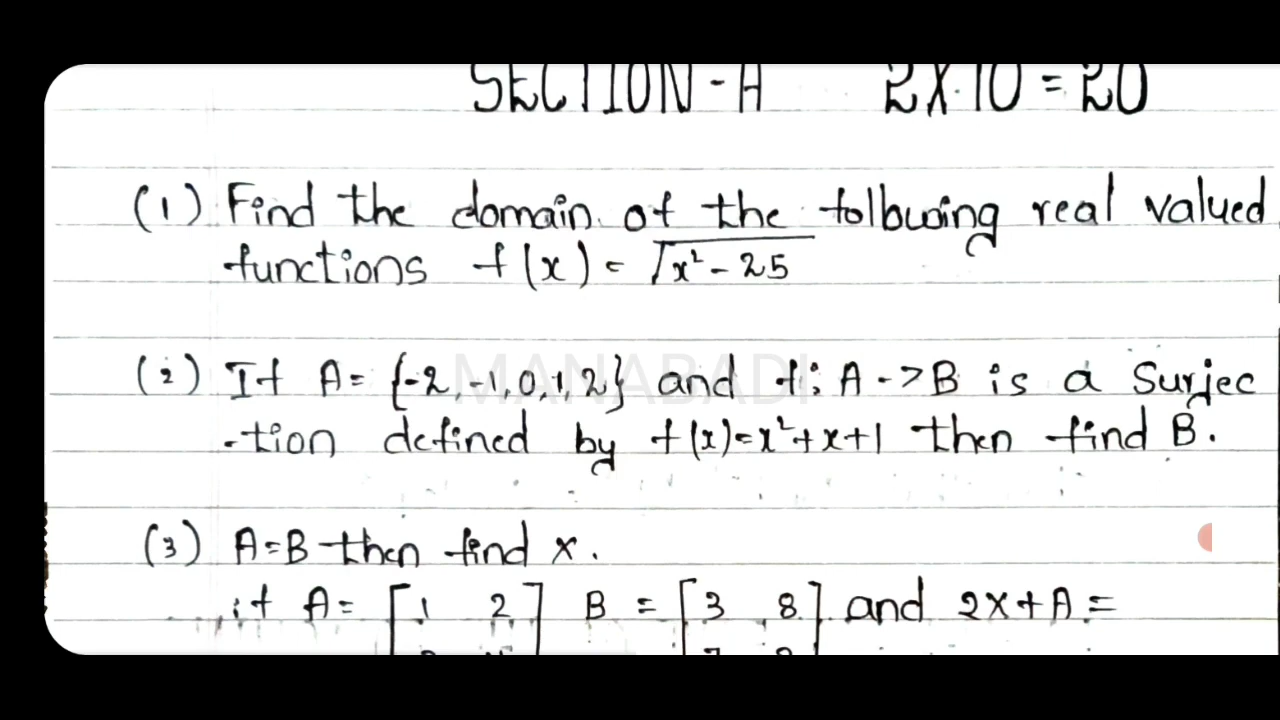 SECTION - A 2X10 = 20
(1) Find the domain of the following real valued
functions f(x) = √x² - 25
(2) If A = {-2, -1, 0, 1, 2} and f: A -> B is a Surjec
-tion defined by f(x) = x² + x + 1 then find B.
MANABADI
(3) A=B then find x.
if A = [1 2] B = [3 8] and 2X + A =